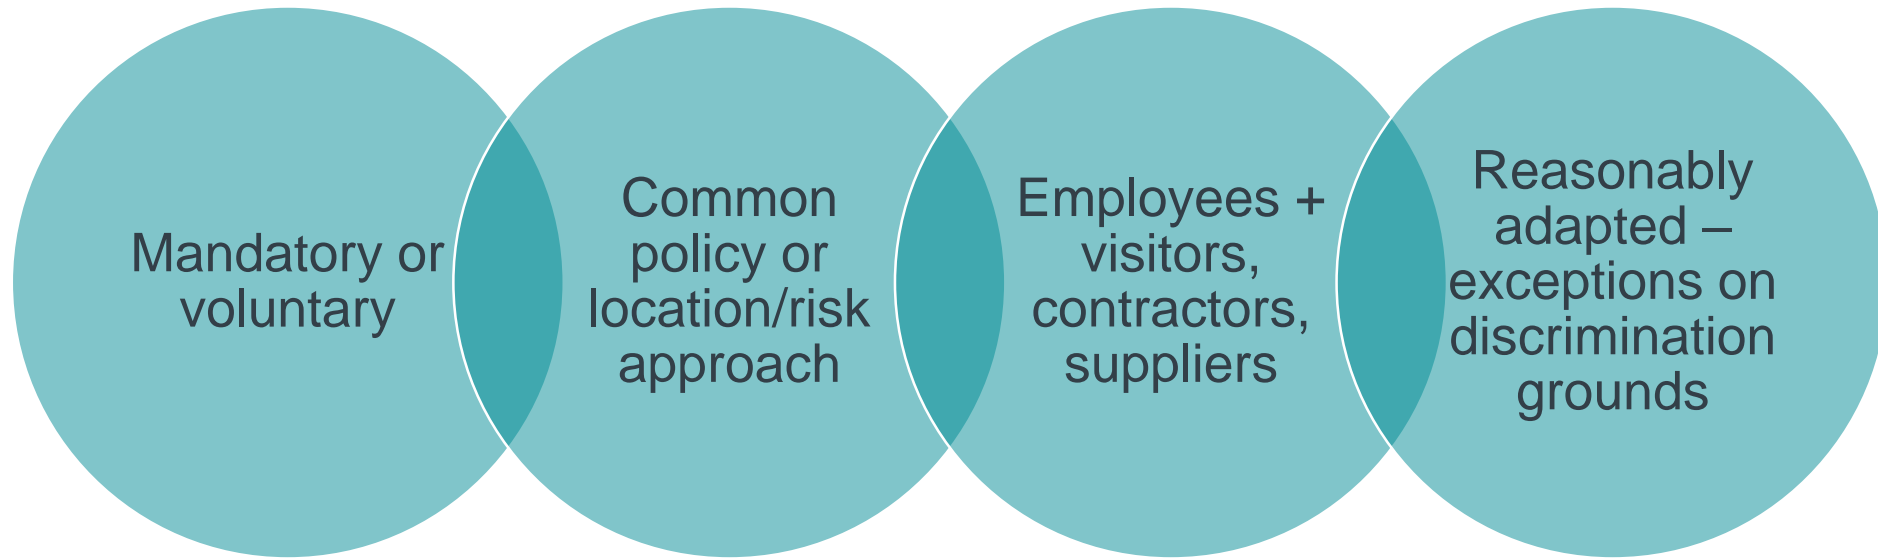 Mandatory or
voluntary
Common
policy or
location/risk
approach
Employees +
visitors,
contractors,
suppliers
Reasonably
adapted –
exceptions on
discrimination
grounds